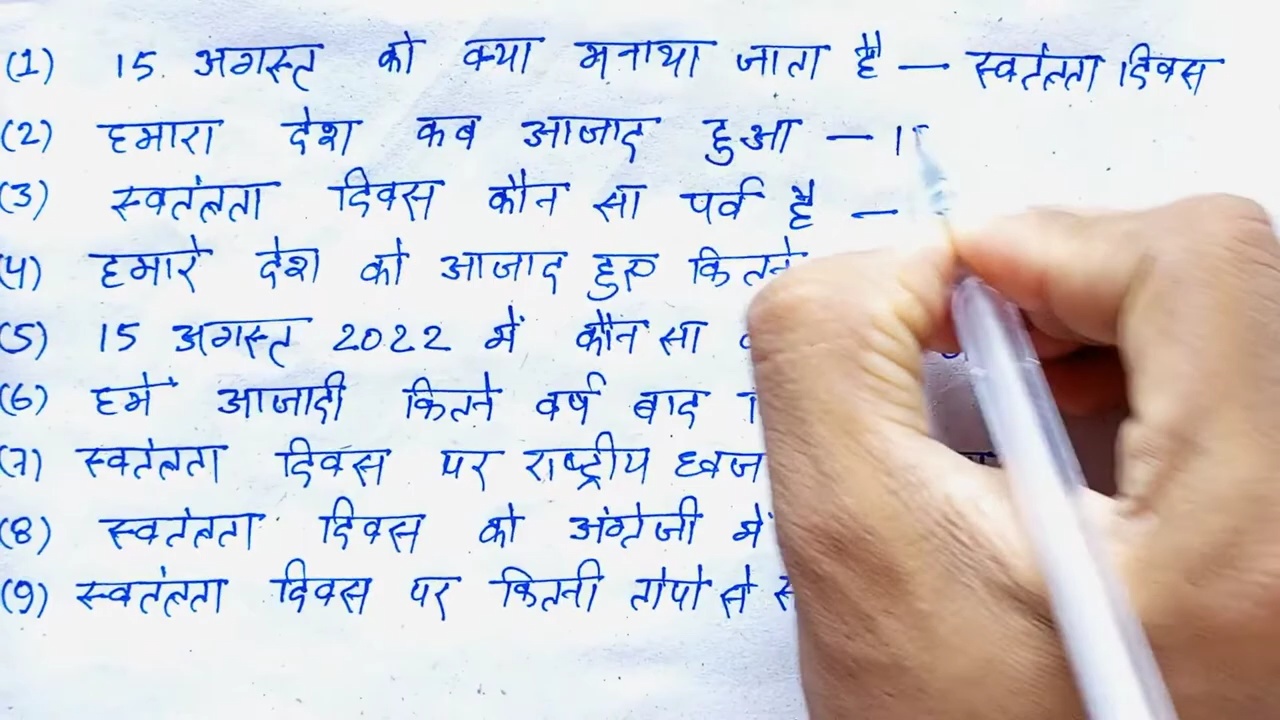 (1) 15 अगस्त को क्या मनाया जाता है — स्वतंत्रता दिवस
(2) हमारा देश कब आजाद हुआ — 15
(3) स्वतंत्रता दिवस कौन सा पर्व है —
(4) हमारे देश को आजाद हुए कितने
(5) 15 अगस्त 2022 में कौन सा
(6) हमें आजादी कितने वर्ष बाद
(7) स्वतंत्रता दिवस पर राष्ट्रीय ध्वज
(8) स्वतंत्रता दिवस को अंग्रेजी में
(9) स्वतंत्रता दिवस पर कितनी तोपो से